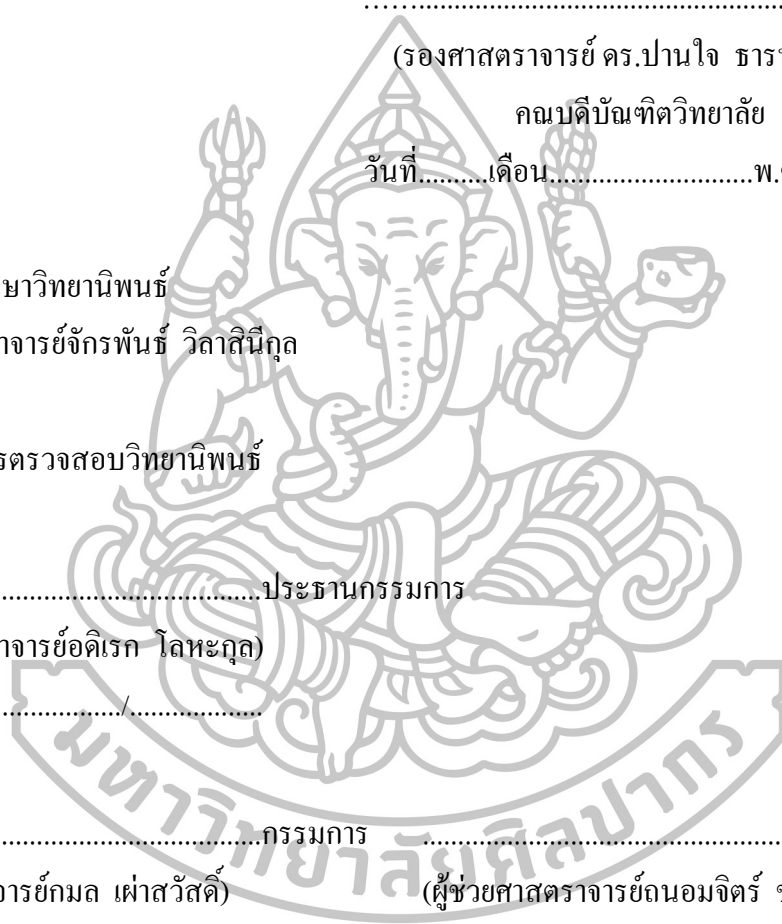 .....................................................
(รองศาสตราจารย์ ดร.ปานใจ
คณบดีบัณฑิตวิทยาลัย
วันที่..........เดือน.............................พ.
ษาวิทยานิพนธ์
าจารย์จักรพันธ์ วิลาสินีกุล
รตรวจสอบวิทยานิพนธ์
.......................................ประธานกรรมการ
าจารย์อดิเรก โลหะกุล)
.................../....................
.......................................กรรมการ .....................................................
จารย์กมล เผ่าสวัสดิ์) (ผู้ช่วยศาสตราจารย์ถนอมจิตร์
มหาวิทยาลัยศิลปากร